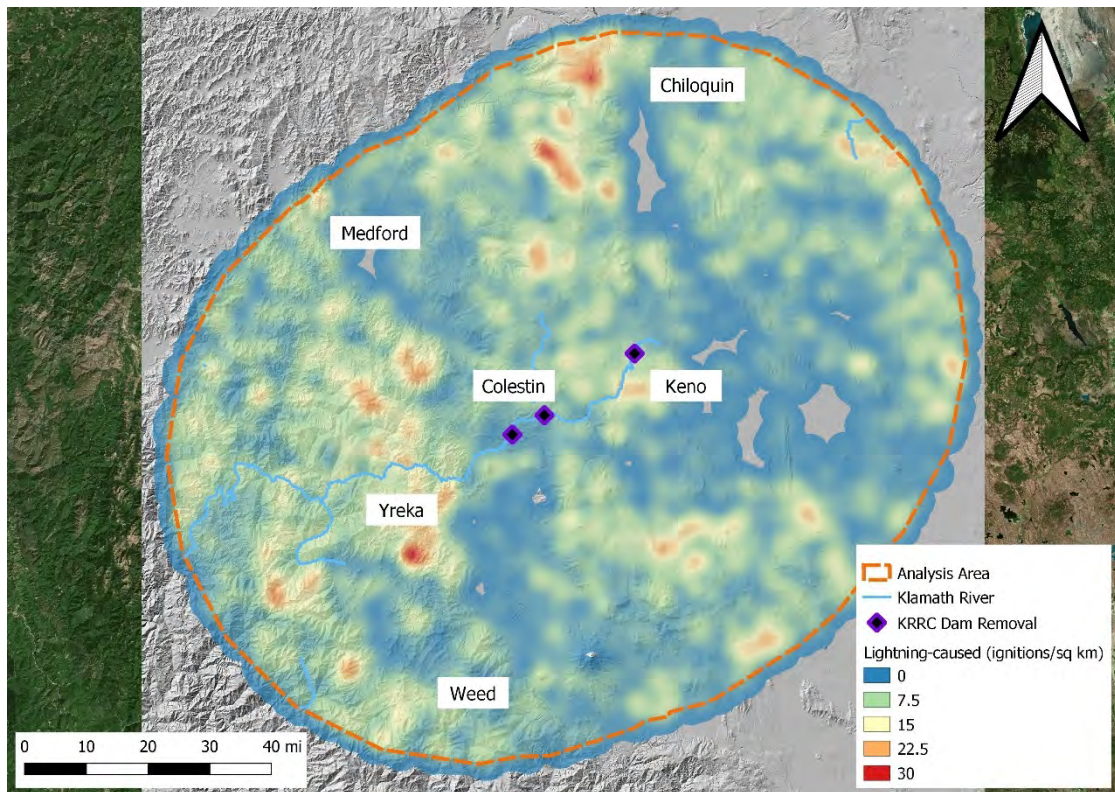 Chiloquin
Medford
Colestin
Keno
Yreka
Weed
Analysis Area
Klamath River
KRRC Dam Removal
Lightning-caused (ignitions/sq km)
0
7.5
15
22.5
30
0 10 20 30 40 mi